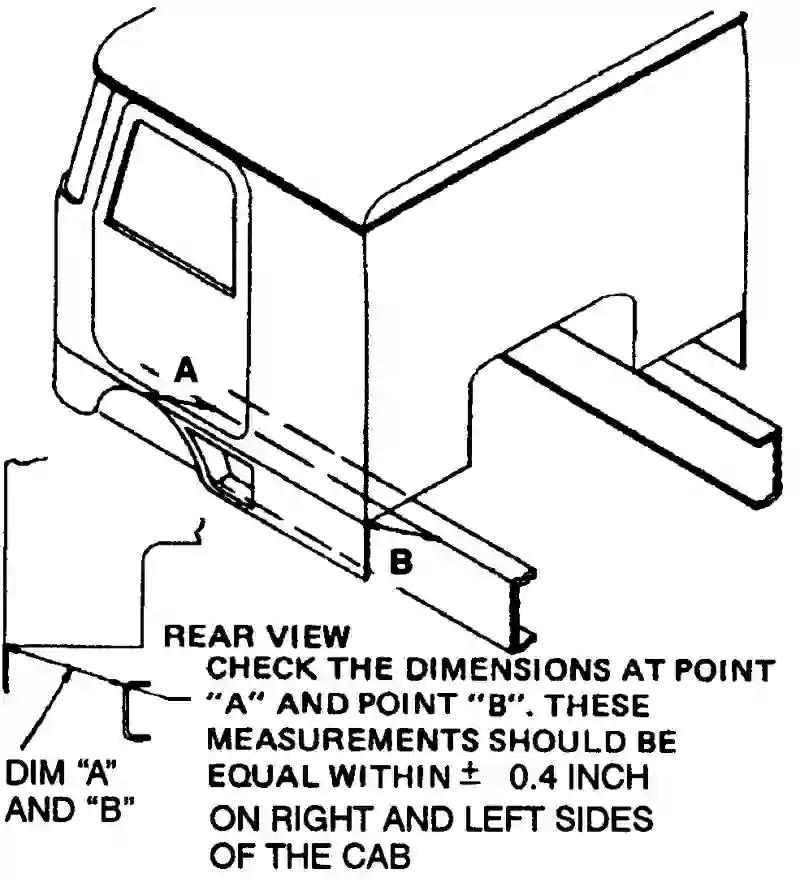 A
B
REAR VIEW
CHECK THE DIMENSIONS AT POINT
"A" AND POINT "B". THESE
MEASUREMENTS SHOULD BE
EQUAL WITHIN ± 0.4 INCH
ON RIGHT AND LEFT SIDES
OF THE CAB
DIM "A"
AND "B"